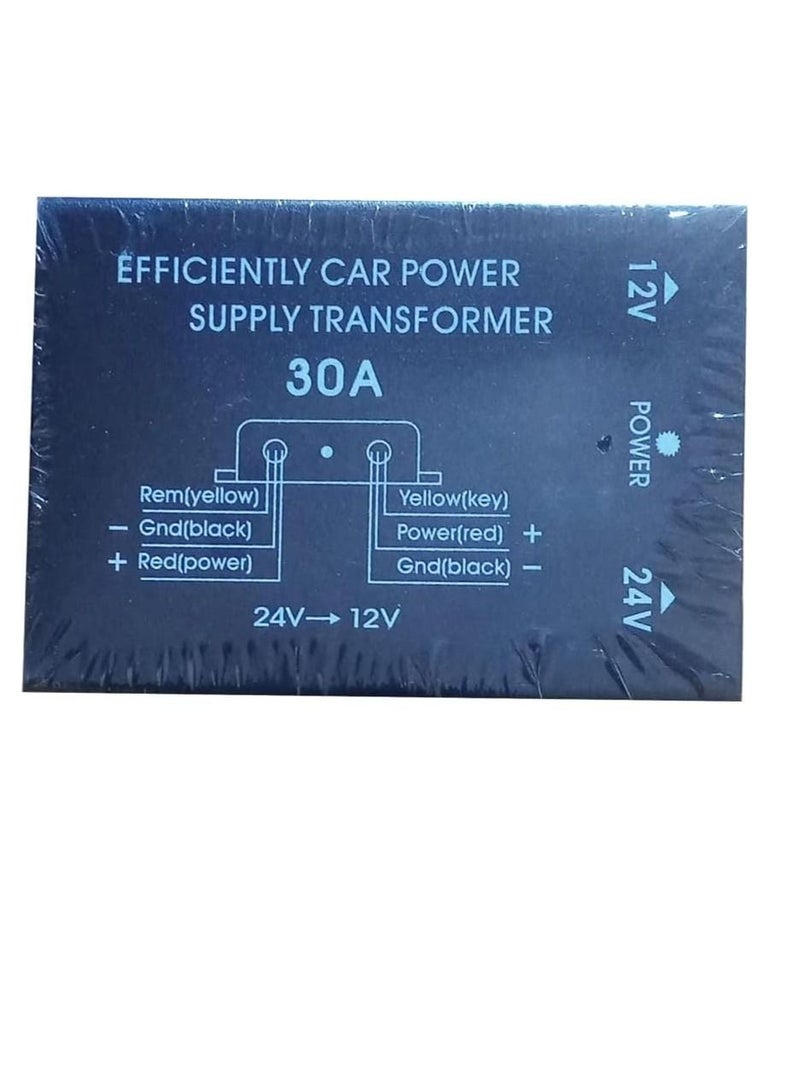 EFFICIENTLY CAR POWER
SUPPLY TRANSFORMER
30A
Rem(yellow)
Yellow(key)
– Gnd(black)
Power(red) +
+ Red(power)
Gnd(black) –
24V→12V
12V
POWER
24V